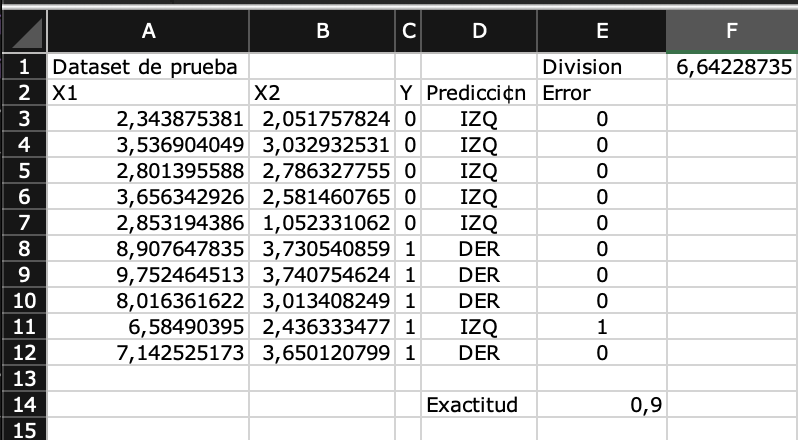 A B C D E F
1 Dataset de prueba Division 6,64228735
2 X1 X2 Y Predicci¢n Error
3 2,343875381 2,051757824 0 IZQ 0
4 3,536904049 3,032932531 0 IZQ 0
5 2,801395588 2,786327755 0 IZQ 0
6 3,656342926 2,581460765 0 IZQ 0
7 2,853194386 1,052331062 0 IZQ 0
8 8,907647835 3,730540859 1 DER 0
9 9,752464513 3,740754624 1 DER 0
10 8,016361622 3,013408249 1 DER 0
11 6,58490395 2,436333477 1 IZQ 1
12 7,142525173 3,650120799 1 DER 0
13
14 Exactitud 0,9
15